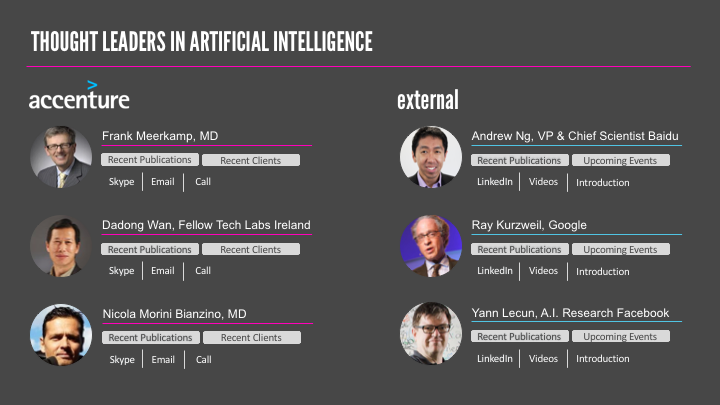 THOUGHT LEADERS IN ARTIFICIAL INTELLIGENCE
>
accenture
Frank Meerkamp, MD
Recent Publications Recent Clients
Skype Email Call
Dadong Wan, Fellow Tech Labs Ireland
Recent Publications Recent Clients
Skype Email Call
Nicola Morini Bianzino, MD
Recent Publications Recent Clients
Skype Email Call
external
Andrew Ng, VP & Chief Scientist Baidu
Recent Publications Upcoming Events
LinkedIn Videos Introduction
Ray Kurzweil, Google
Recent Publications Upcoming Events
LinkedIn Videos Introduction
Yann Lecun, A.I. Research Facebook
Recent Publications Upcoming Events
LinkedIn Videos Introduction